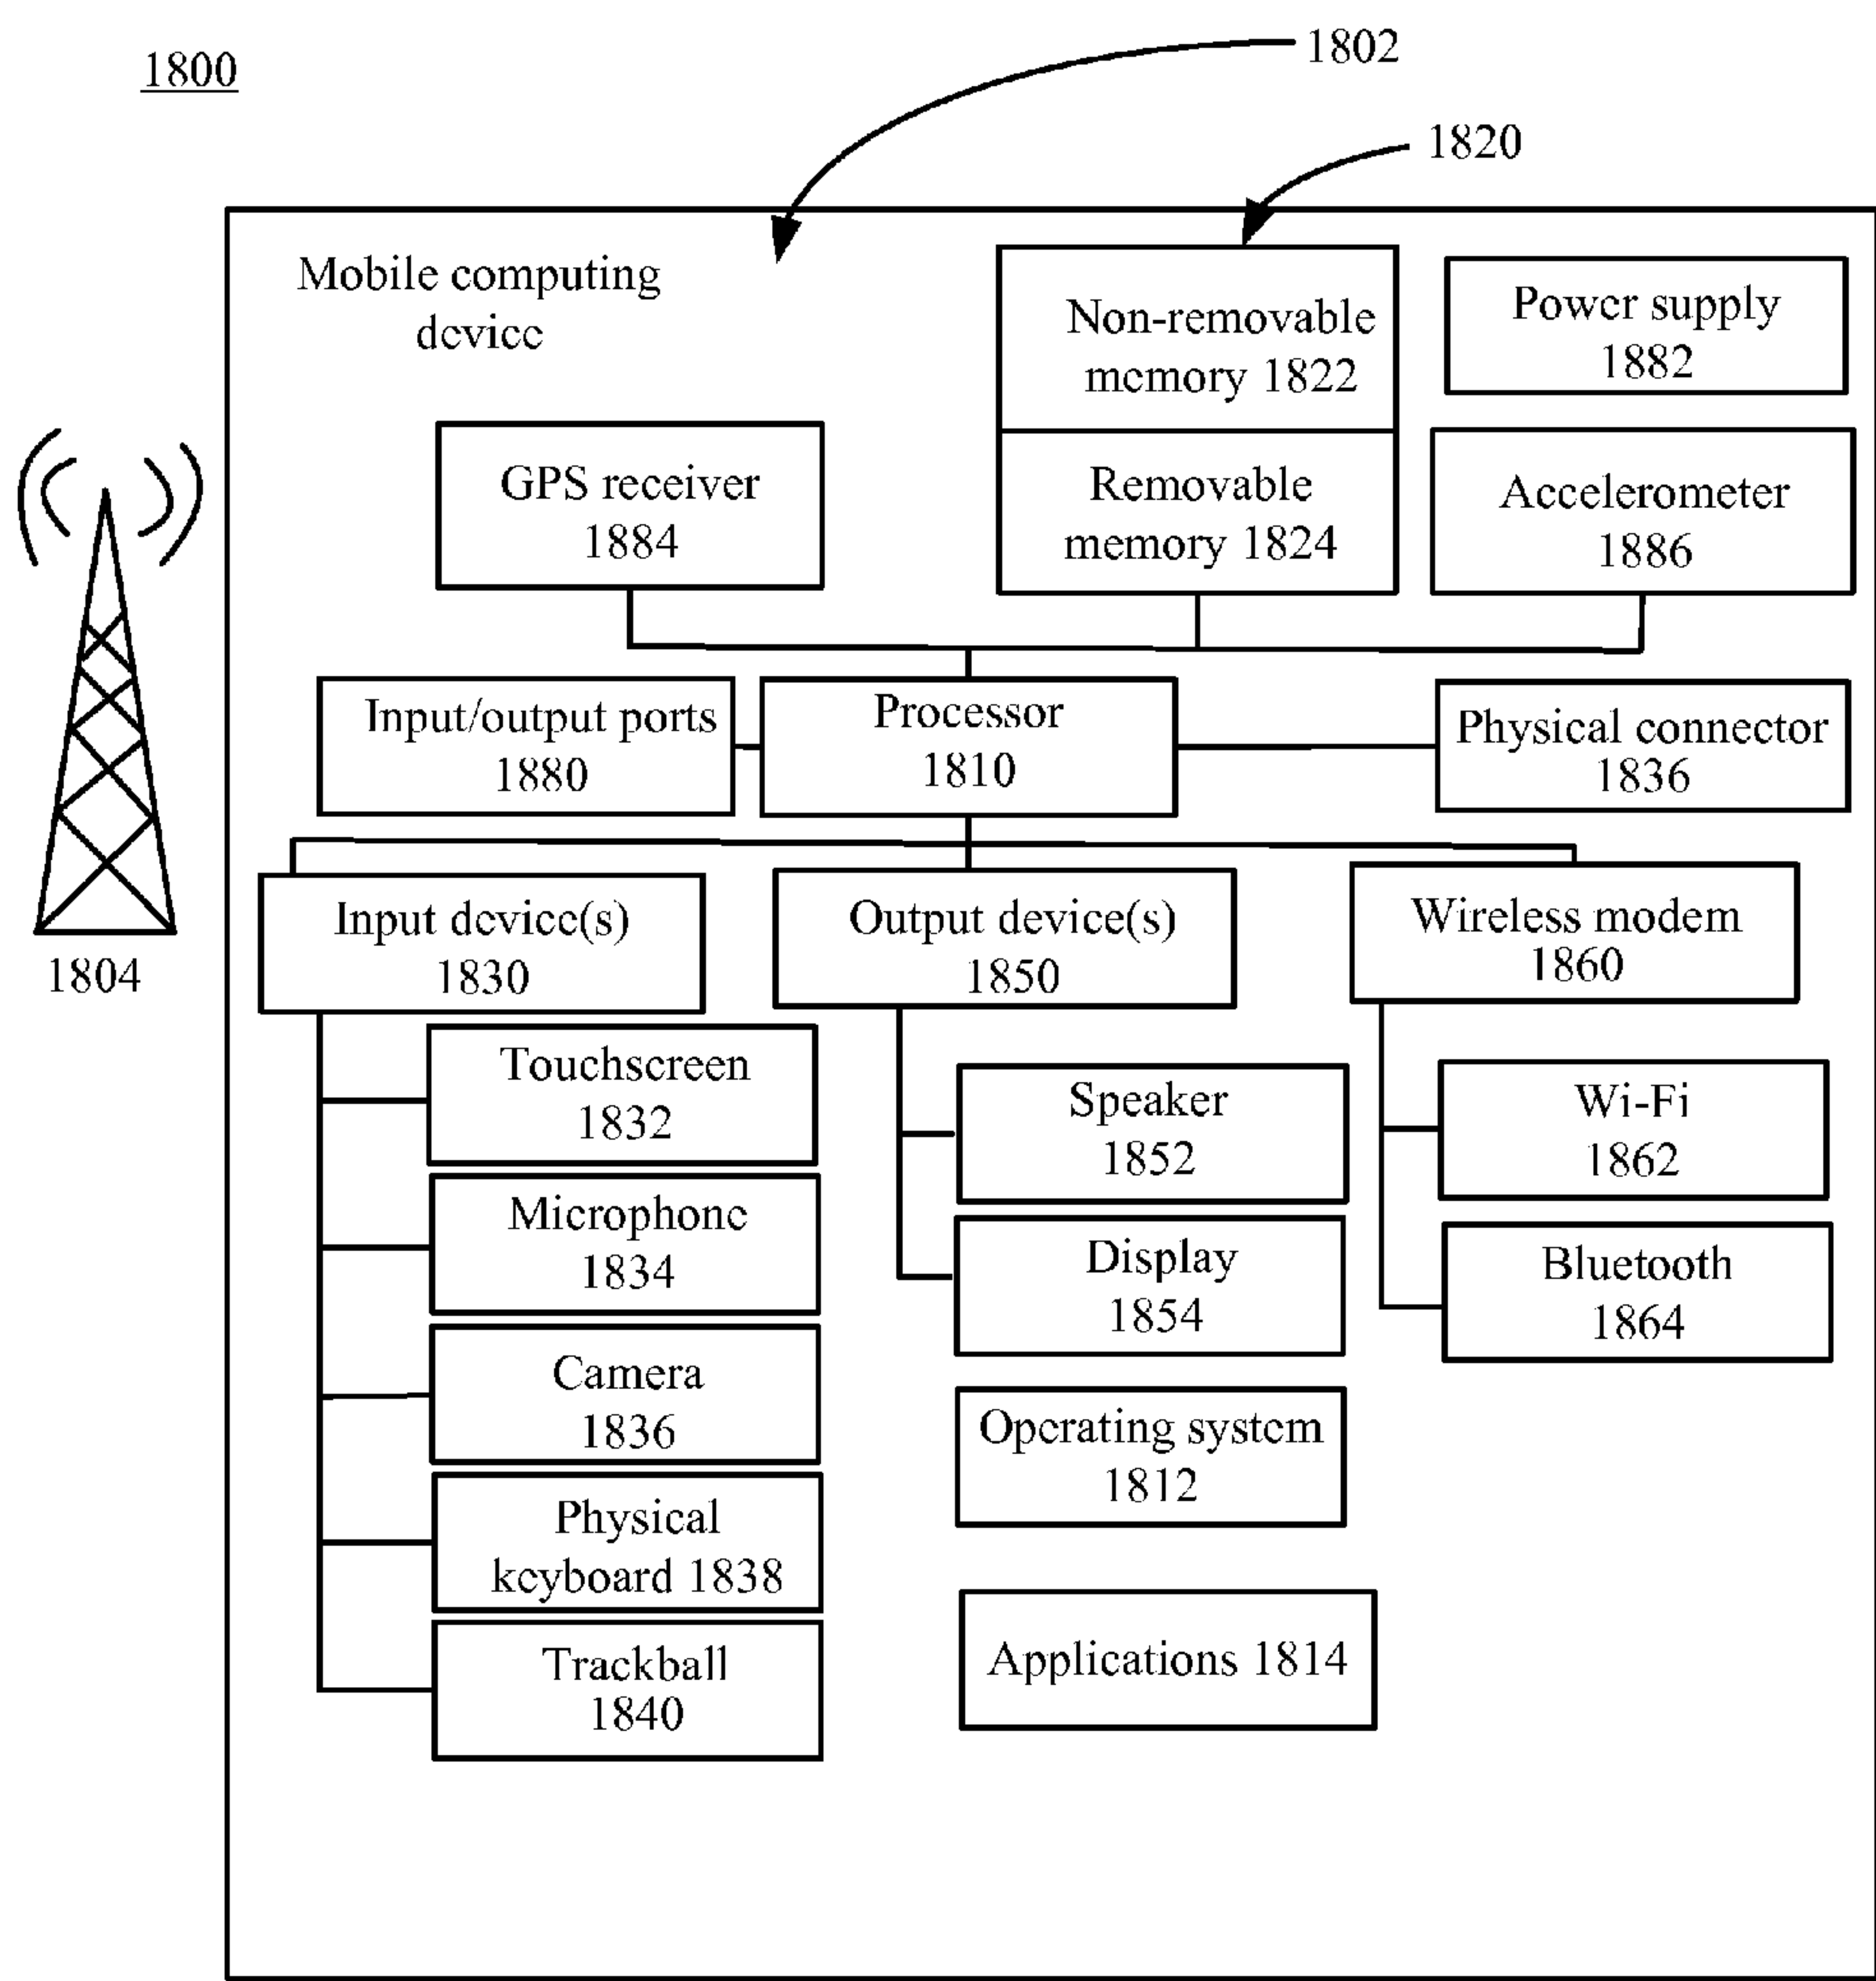 1800
1802
1820
Mobile computing
device
Non-removable
memory 1822
Power supply
1882
GPS receiver
1884
Removable
memory 1824
Accelerometer
1886
Input/output ports
1880
Processor
1810
Physical connector
1836
Input device(s)
1830
Output device(s)
1850
Wireless modem
1860
1804
Touchscreen
1832
Microphone
1834
Camera
1836
Physical
keyboard 1838
Trackball
1840
Speaker
1852
Display
1854
Operating system
1812
Applications 1814
Wi-Fi
1862
Bluetooth
1864